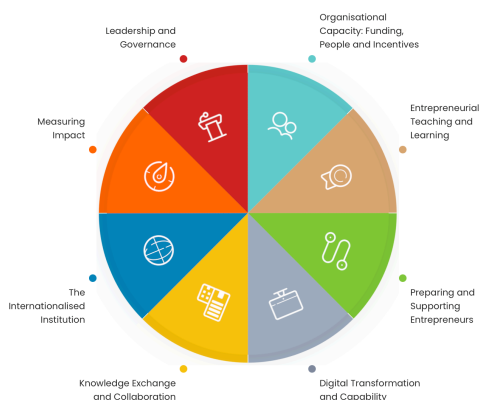 Organisational
Capacity: Funding,
People and Incentives
Leadership and
Governance
Entrepreneurial
Teaching and
Learning
Measuring
Impact
Preparing and
Supporting
Entrepreneurs
The
Internationalised
Institution
Knowledge Exchange
and Collaboration
Digital Transformation
and Capability